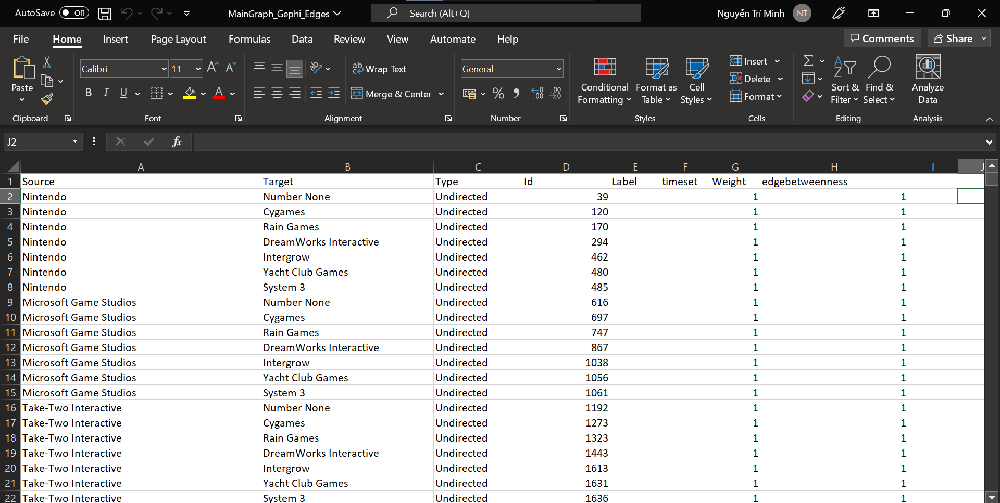 AutoSave Off MainGraph_Gephi_Edges Search (Alt+Q) Nguyễn Trí Minh NT
File Home Insert Page Layout Formulas Data Review View Automate Help Comments Share
Paste Calibri 11 Wrap Text General Conditional Formatting Format as Table Cell Styles Insert Sort & Filter Find & Select Analyze Data
Delete
B I U Merge & Center Format
Clipboard Font Alignment Number Styles Cells Editing Analysis
J2 fx
A B C D E F G H I J
1 Source Target Type Id Label timeset Weight edgebetweenness
2 Nintendo Number None Undirected 39 1 1
3 Nintendo Cygames Undirected 120 1 1
4 Nintendo Rain Games Undirected 170 1 1
5 Nintendo DreamWorks Interactive Undirected 294 1 1
6 Nintendo Intergrow Undirected 462 1 1
7 Nintendo Yacht Club Games Undirected 480 1 1
8 Nintendo System 3 Undirected 485 1 1
9 Microsoft Game Studios Number None Undirected 616 1 1
10 Microsoft Game Studios Cygames Undirected 697 1 1
11 Microsoft Game Studios Rain Games Undirected 747 1 1
12 Microsoft Game Studios DreamWorks Interactive Undirected 867 1 1
13 Microsoft Game Studios Intergrow Undirected 1038 1 1
14 Microsoft Game Studios Yacht Club Games Undirected 1056 1 1
15 Microsoft Game Studios System 3 Undirected 1061 1 1
16 Take-Two Interactive Number None Undirected 1192 1 1
17 Take-Two Interactive Cygames Undirected 1273 1 1
18 Take-Two Interactive Rain Games Undirected 1323 1 1
19 Take-Two Interactive DreamWorks Interactive Undirected 1443 1 1
20 Take-Two Interactive Intergrow Undirected 1613 1 1
21 Take-Two Interactive Yacht Club Games Undirected 1631 1 1
22 Take-Two Interactive System 3 Undirected 1636 1 1